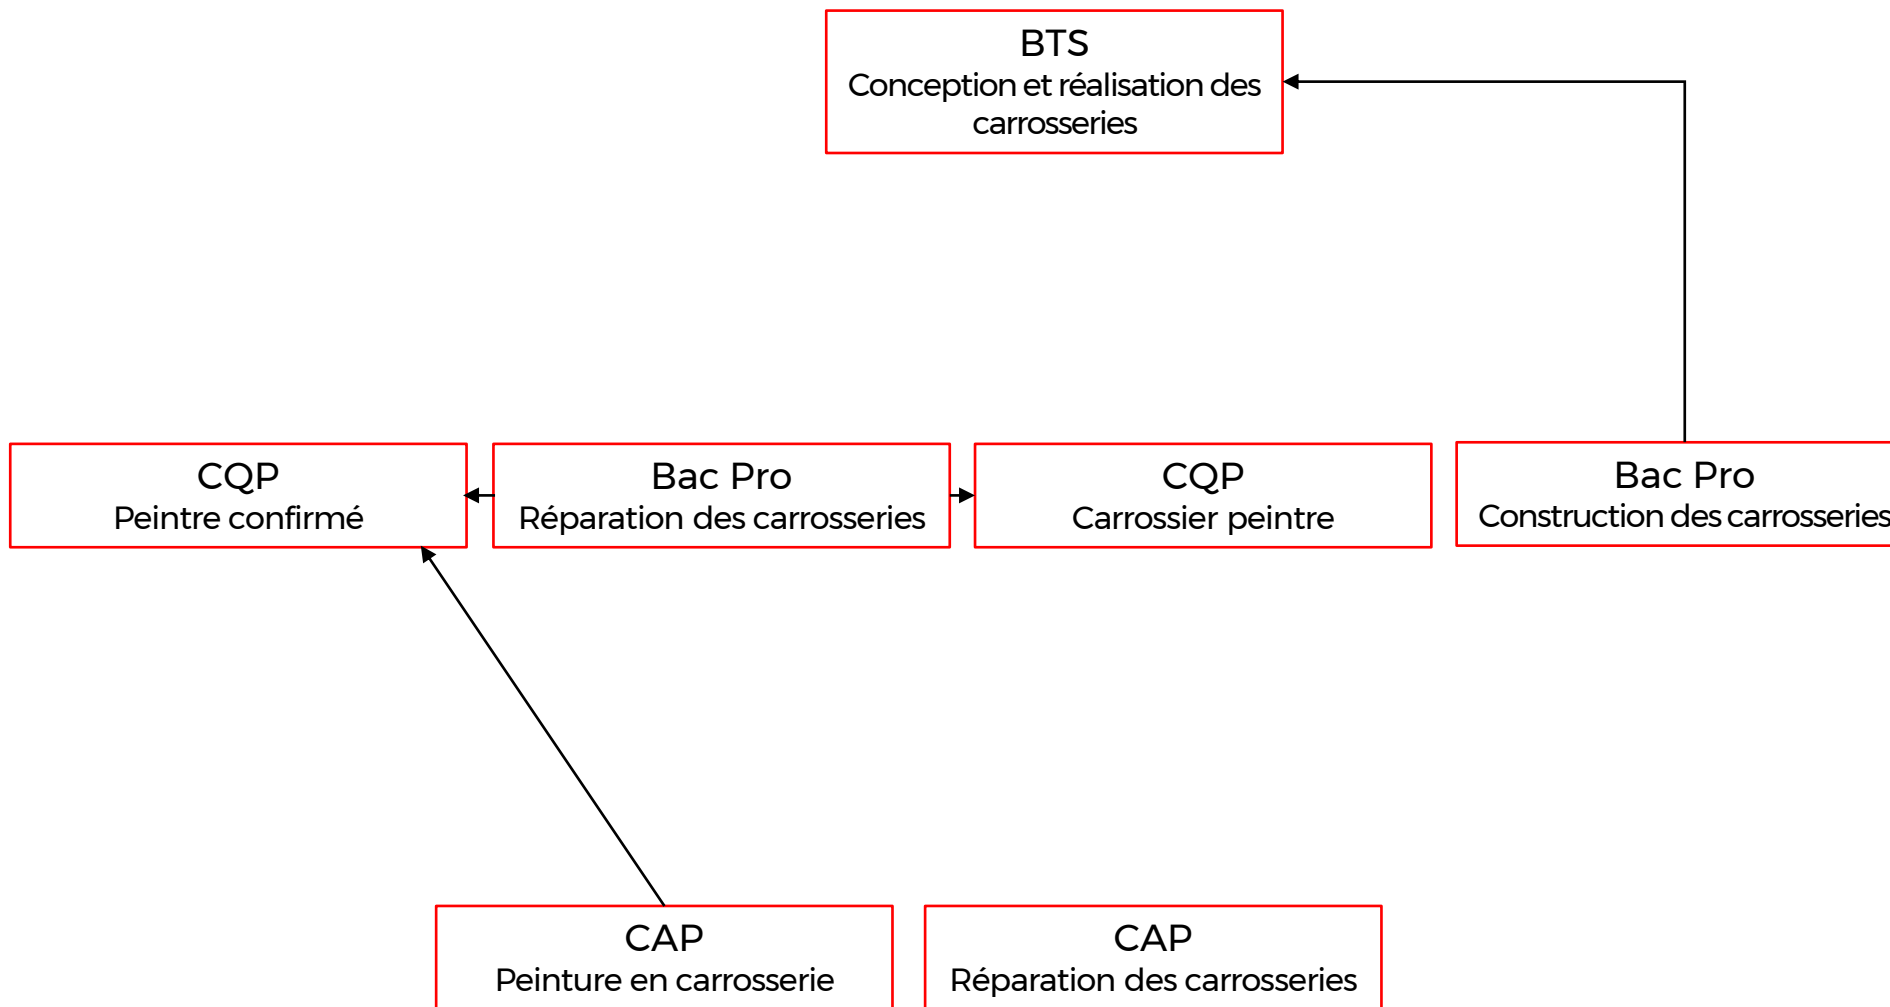 BTS
Conception et réalisation des
carrosseries
CQP
Peintre confirmé
Bac Pro
Réparation des carrosseries
CQP
Carrossier peintre
Bac Pro
Construction des carrosseries
CAP
Peinture en carrosserie
CAP
Réparation des carrosseries